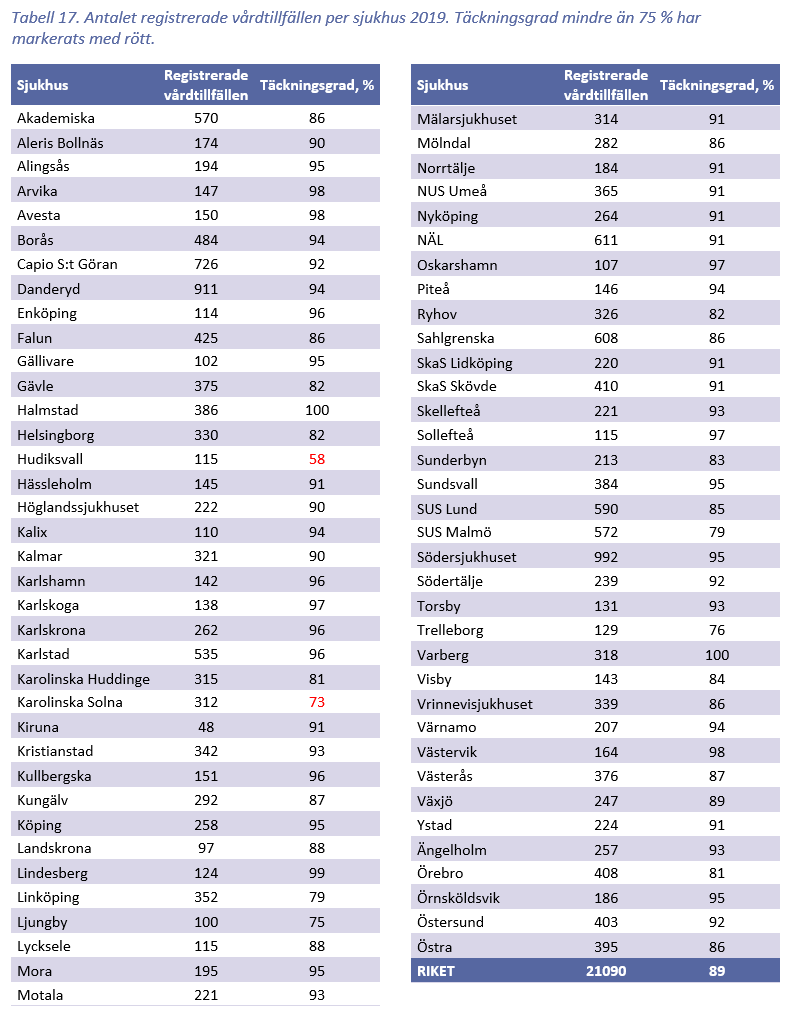 Tabell 17. Antalet registrerade vårdtillfällen per sjukhus 2019. Täckningsgrad mindre än 75 % har
markerats med rött.
Sjukhus Registrerade vårdtillfällen Täckningsgrad, %
Akademiska 570 86
Aleris Bollnäs 174 90
Alingsås 194 95
Arvika 147 98
Avesta 150 98
Borås 484 94
Capio S:t Göran 726 92
Danderyd 911 94
Enköping 114 96
Falun 425 86
Gällivare 102 95
Gävle 375 82
Halmstad 386 100
Helsingborg 330 82
Hudiksvall 115 58
Hässleholm 145 91
Höglandssjukhuset 222 90
Kalix 110 94
Kalmar 321 90
Karlshamn 142 96
Karlskoga 138 97
Karlskrona 262 96
Karlstad 535 96
Karolinska Huddinge 315 81
Karolinska Solna 312 73
Kiruna 48 91
Kristianstad 342 93
Kullbergska 151 96
Kungälv 292 87
Köping 258 95
Landskrona 97 88
Lindesberg 124 99
Linköping 352 79
Ljungby 100 75
Lycksele 115 88
Mora 195 95
Motala 221 93
Sjukhus Registrerade vårdtillfällen Täckningsgrad, %
Mälarsjukhuset 314 91
Mölndal 282 86
Norrtälje 184 91
NUS Umeå 365 91
Nyköping 264 91
NÄL 611 91
Oskarshamn 107 97
Piteå 146 94
Ryhov 326 82
Sahlgrenska 608 86
SkaS Lidköping 220 91
SkaS Skövde 410 91
Skellefteå 221 93
Sollefteå 115 97
Sunderbyn 213 83
Sundsvall 384 95
SUS Lund 590 85
SUS Malmö 572 79
Södersjukhuset 992 95
Södertälje 239 92
Torsby 131 93
Trelleborg 129 76
Varberg 318 100
Visby 143 84
Vrinnevisjukhuset 339 86
Värnamo 207 94
Västervik 164 98
Västerås 376 87
Växjö 247 89
Ystad 224 91
Ängelholm 257 93
Örebro 408 81
Örnsköldsvik 186 95
Östersund 403 92
Östra 395 86
RIKET 21090 89